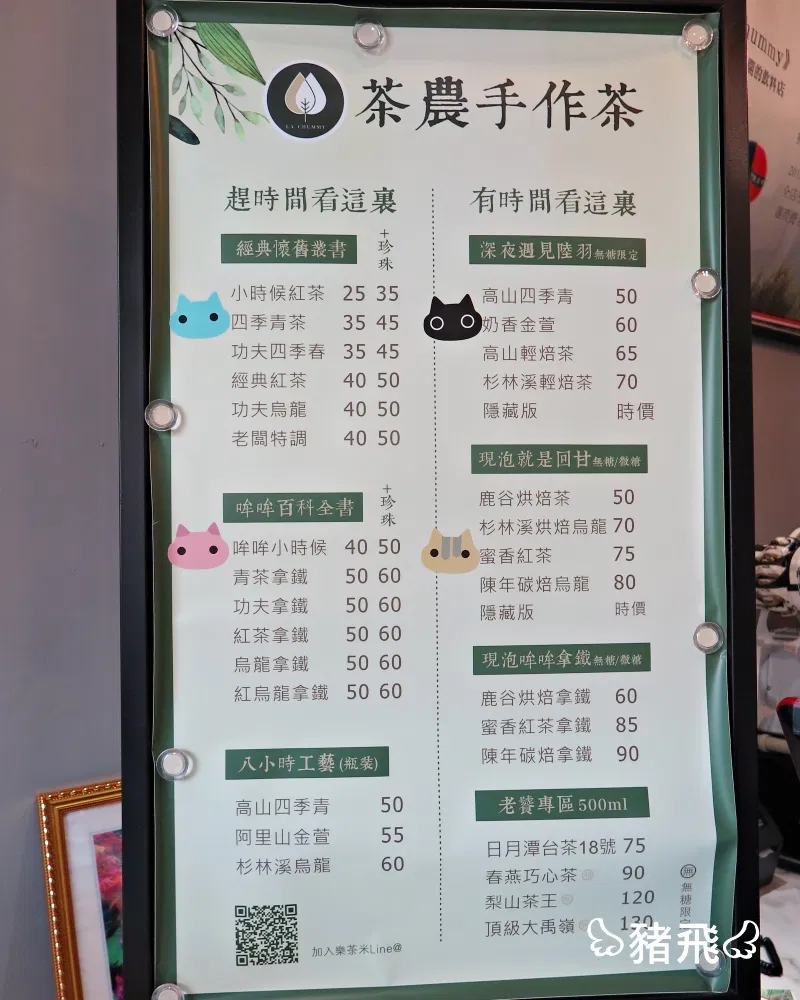 LA CHUMMY
茶農手作茶
趕時間看這裏
經典懷舊叢書 +珍珠
小時候紅茶 25 35
四季青茶 35 45
功夫四季春 35 45
經典紅茶 40 50
功夫烏龍 40 50
老闆特調 40 50
哞哞百科全書 +珍珠
哞哞小時候 40 50
青茶拿鐵 50 60
功夫拿鐵 50 60
紅茶拿鐵 50 60
烏龍拿鐵 50 60
紅烏龍拿鐵 50 60
八小時工藝(瓶裝)
高山四季青 50
阿里山金萱 55
杉林溪烏龍 60
加入樂茶米Line@
有時間看這裏
深夜遇見陸羽無糖限定
高山四季青 50
奶香金萱 60
高山輕焙茶 65
杉林溪輕焙茶 70
隱藏版 時價
現泡就是回甘無糖/微糖
鹿谷烘焙茶 50
杉林溪烘焙烏龍 70
蜜香紅茶 75
陳年碳焙烏龍 80
隱藏版 時價
現泡哞哞拿鐵無糖/微糖
鹿谷烘焙拿鐵 60
蜜香紅茶拿鐵 85
陳年碳焙拿鐵 90
老饕專區500ml
日月潭台茶18號 75
春燕巧心茶 90
梨山茶王 120
頂級大禹嶺 130
無 無糖限定
豬飛
ummy》
的飲料店